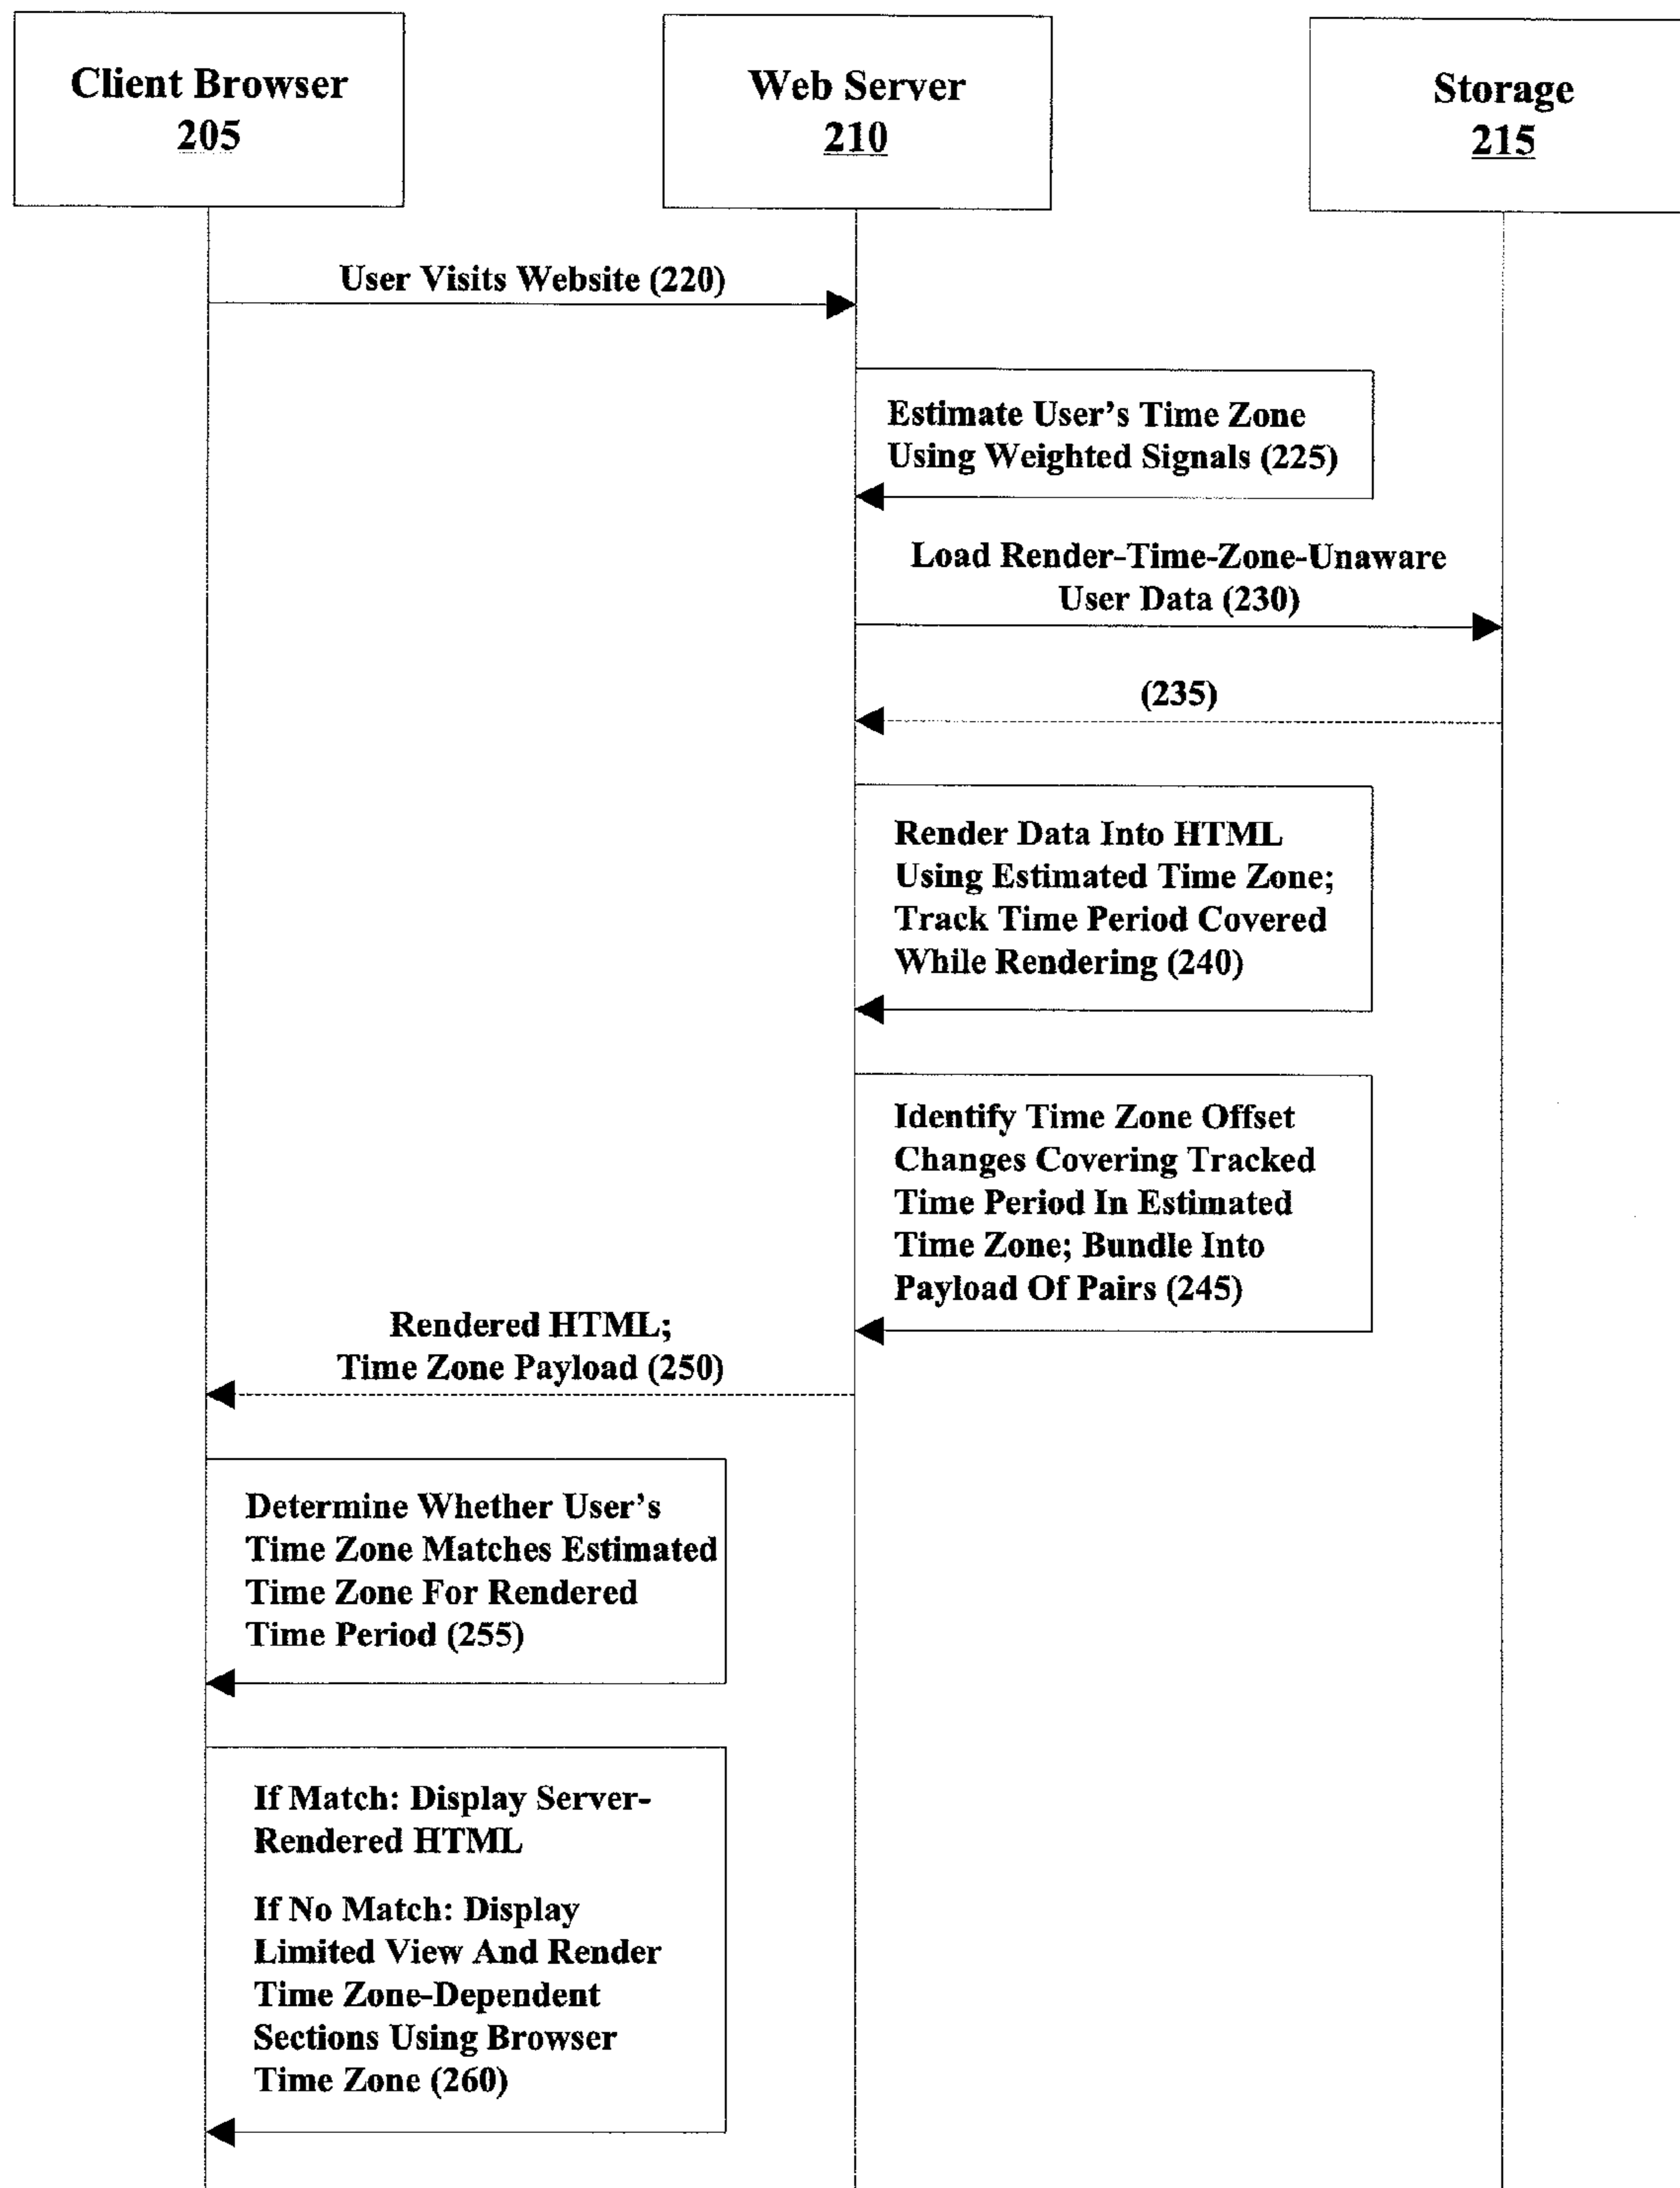 Client Browser
205
Web Server
210
Storage
215
User Visits Website (220)
Estimate User's Time Zone
Using Weighted Signals (225)
Load Render-Time-Zone-Unaware
User Data (230)
(235)
Render Data Into HTML
Using Estimated Time Zone;
Track Time Period Covered
While Rendering (240)
Identify Time Zone Offset
Changes Covering Tracked
Time Period In Estimated
Time Zone; Bundle Into
Payload Of Pairs (245)
Rendered HTML;
Time Zone Payload (250)
Determine Whether User's
Time Zone Matches Estimated
Time Zone For Rendered
Time Period (255)
If Match: Display Server-
Rendered HTML
If No Match: Display
Limited View And Render
Time Zone-Dependent
Sections Using Browser
Time Zone (260)